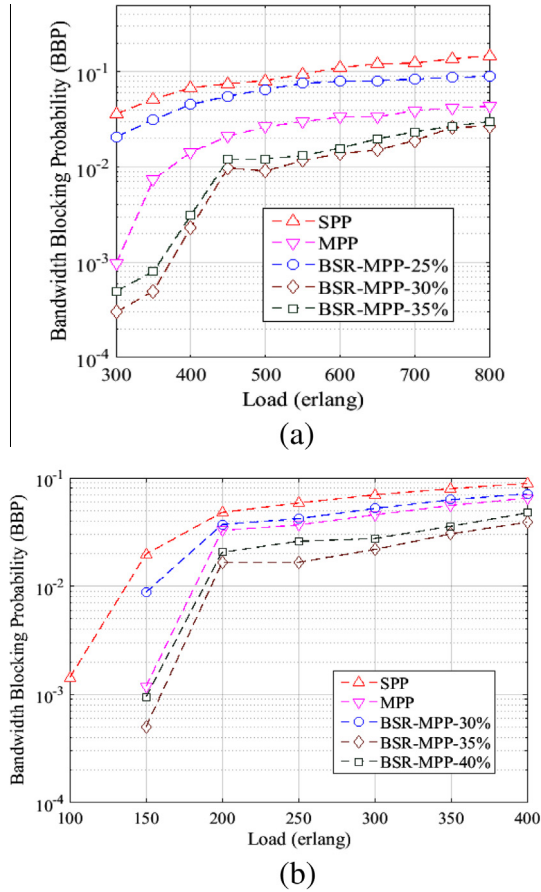 Bandwidth Blocking Probability (BBP)
10-1
10-2
10-3
10-4
SPP
MPP
BSR-MPP-25%
BSR-MPP-30%
BSR-MPP-35%
300 400 500 600 700 800
Load (erlang)
(a)
Bandwidth Blocking Probability (BBP)
10-1
10-2
10-3
10-4
SPP
MPP
BSR-MPP-30%
BSR-MPP-35%
BSR-MPP-40%
100 150 200 250 300 350 400
Load (erlang)
(b)